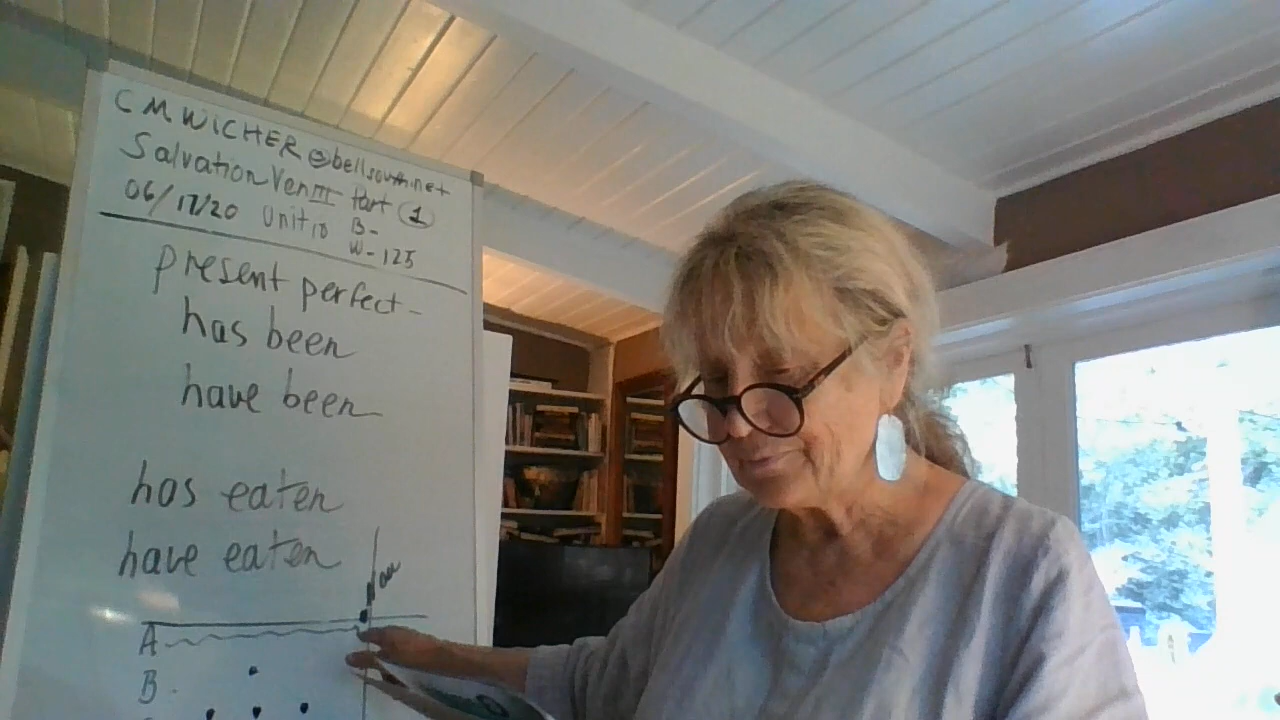 CMWICHER@bellsouth.net
Salvation Ven III Part 1
06/17/20 Unit 10 B-
W-125
present perfect-
has been
have been
has eaten
have eaten
Now
A
B